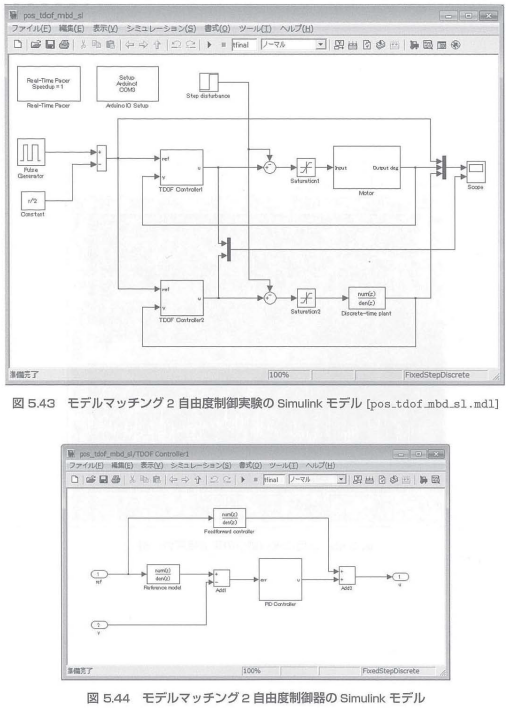 pos_tdof_mbd_sl
ファイル(F) 編集(E) 表示(V) シミュレーション(S) 書式(O) ツール(T) ヘルプ(H)
tfinal ノーマル
Real-Time Pacer
Speedup = 1
Real-Time Pacer
Setup
Arduino1
COM3
Arduino IO Setup
Step disturbance
Pulse
Generator
r/^2
Constant
ref
y
u
TDOF Controller1
Saturation1
Input
Output deg
Motor
Scope
ref
y
u
TDOF Controller2
Saturation2
num(z)
den(z)
Discrete-time plant
準備完了 100% FixedStepDiscrete
図 5.43 モデルマッチング 2 自由度制御実験の Simulink モデル [pos_tdof_mbd_sl.mdl]
pos_tdof_mbd_sl/TDOF Controller1
ファイル(F) 編集(E) 表示(V) シミュレーション(S) 書式(O) ツール(T) ヘルプ(H)
tfinal ノーマル
num(z)
den(z)
Feedforward controller
1
ref
num(z)
den(z)
Reference model
Add1
err
u
PID Controller
Add2
1
u
2
y
準備完了 100% FixedStepDiscrete
図 5.44 モデルマッチング 2 自由度制御器の Simulink モデル